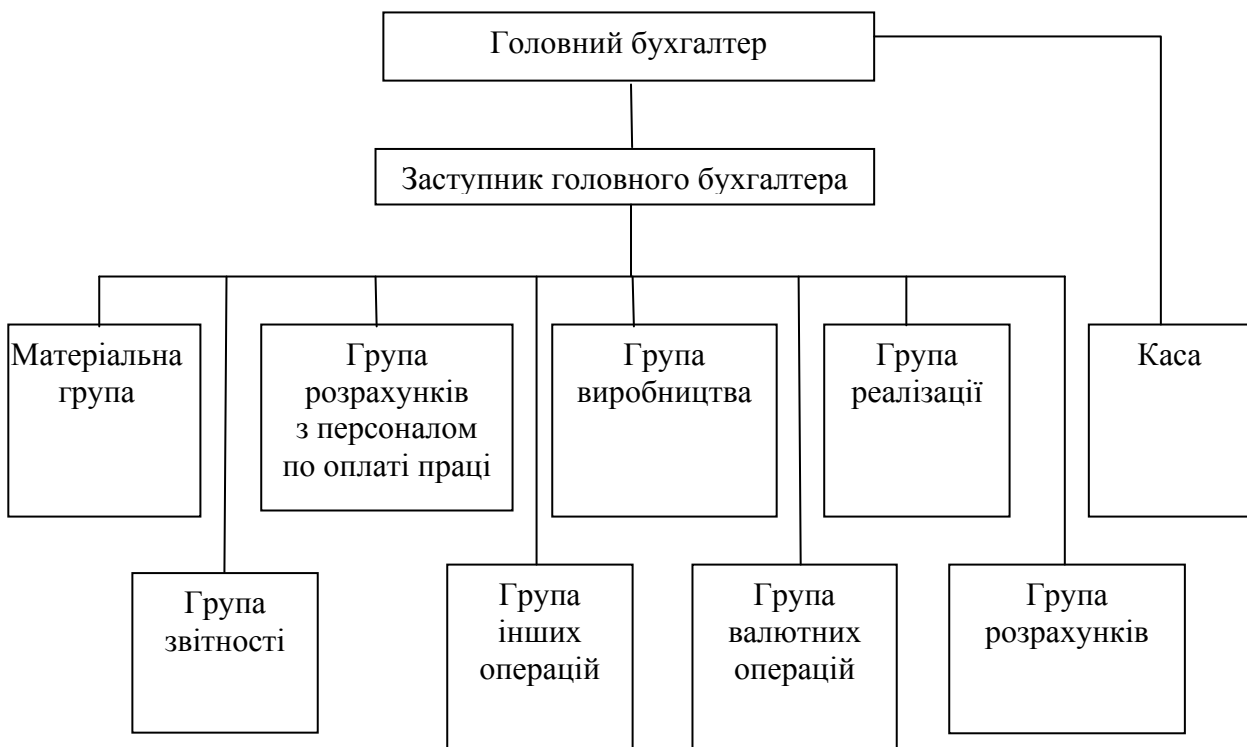 Головний бухгалтер
Заступник головного бухгалтера
Матеріальна
група
Група
розрахунків
з персоналом
по оплаті праці
Група
виробництва
Група
реалізації
Каса
Група
звітності
Група
інших
операцій
Група
валютних
операцій
Група
розрахунків